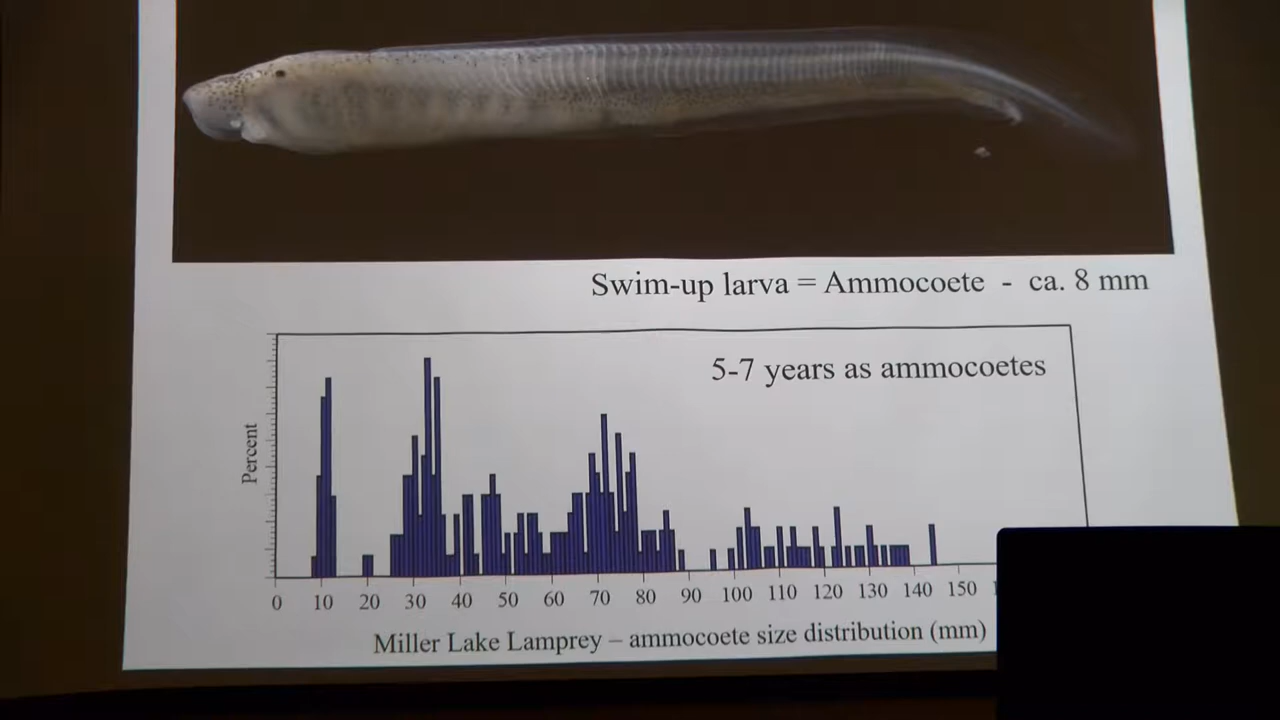 Swim-up larva = Ammocoete - ca. 8 mm
5-7 years as ammocoetes
Percent
0 10 20 30 40 50 60 70 80 90 100 110 120 130 140 150
Miller Lake Lamprey – ammocoete size distribution (mm)